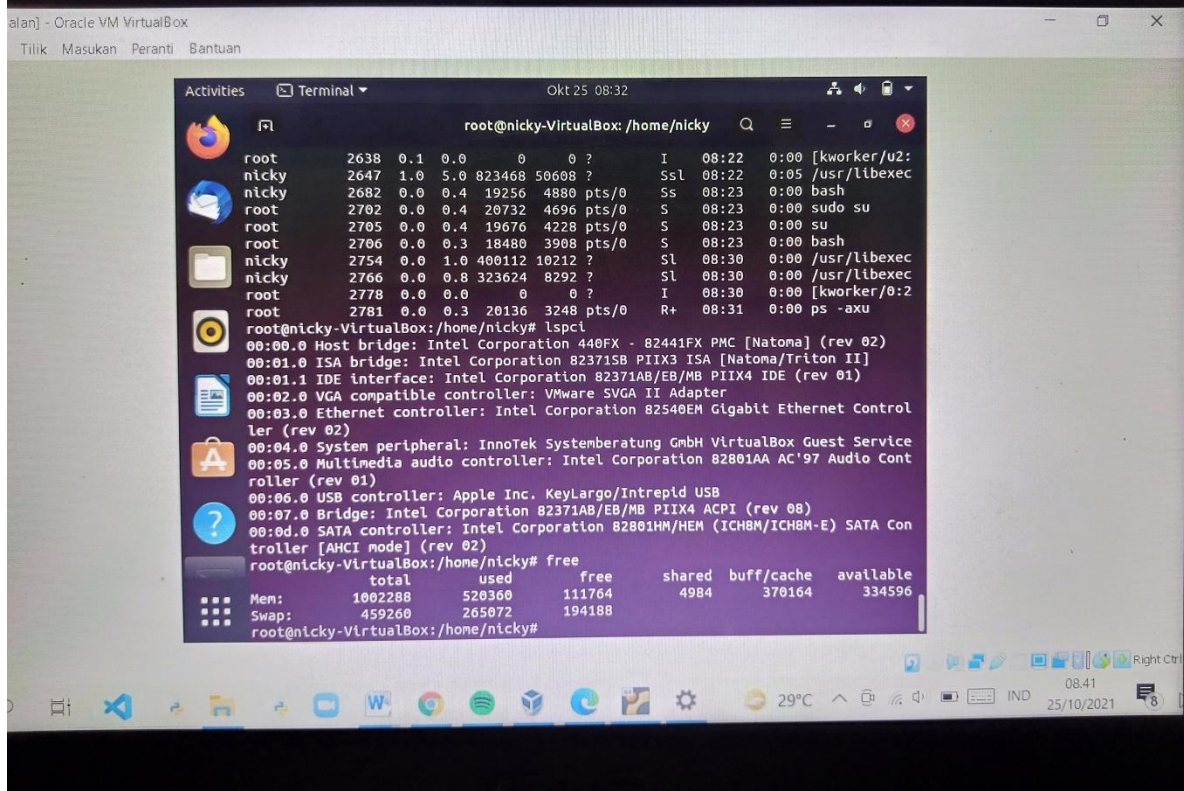 alan] - Oracle VM VirtualBox
Tilik Masukan Peranti Bantuan
Activities Terminal Okt 25 08:32
root@nicky-VirtualBox: /home/nicky
root 2638 0.1 0.0 0 0 ? I 08:22 0:00 [kworker/u2:
nicky 2647 1.0 5.0 823468 50608 ? Ssl 08:22 0:05 /usr/libexec
nicky 2682 0.0 0.4 19256 4880 pts/0 Ss 08:23 0:00 bash
root 2702 0.0 0.4 20732 4696 pts/0 S 08:23 0:00 sudo su
root 2705 0.0 0.4 19676 4228 pts/0 S 08:23 0:00 su
root 2706 0.0 0.3 18480 3908 pts/0 S 08:23 0:00 bash
nicky 2754 0.0 1.0 400112 10212 ? Sl 08:30 0:00 /usr/libexec
nicky 2766 0.0 0.8 323624 8292 ? Sl 08:30 0:00 /usr/libexec
root 2778 0.0 0.0 0 0 ? I 08:30 0:00 [kworker/0:2
root 2781 0.0 0.3 20136 3248 pts/0 R+ 08:31 0:00 ps -axu
root@nicky-VirtualBox:/home/nicky# lspci
00:00.0 Host bridge: Intel Corporation 440FX - 82441FX PMC [Natoma] (rev 02)
00:01.0 ISA bridge: Intel Corporation 82371SB PIIX3 ISA [Natoma/Triton II]
00:01.1 IDE interface: Intel Corporation 82371AB/EB/MB PIIX4 IDE (rev 01)
00:02.0 VGA compatible controller: VMware SVGA II Adapter
00:03.0 Ethernet controller: Intel Corporation 82540EM Gigabit Ethernet Control
ler (rev 02)
00:04.0 System peripheral: InnoTek Systemberatung GmbH VirtualBox Guest Service
00:05.0 Multimedia audio controller: Intel Corporation 82801AA AC'97 Audio Cont
roller (rev 01)
00:06.0 USB controller: Apple Inc. KeyLargo/Intrepid USB
00:07.0 Bridge: Intel Corporation 82371AB/EB/MB PIIX4 ACPI (rev 08)
00:0d.0 SATA controller: Intel Corporation 82801HM/HEM (ICH8M/ICH8M-E) SATA Con
troller [AHCI mode] (rev 02)
root@nicky-VirtualBox:/home/nicky# free
total used free shared buff/cache available
Mem: 1002288 520360 111764 4984 370164 334596
Swap: 459260 265072 194188
root@nicky-VirtualBox:/home/nicky#
Right Ctrl
29°C IND 08.41
25/10/2021 8